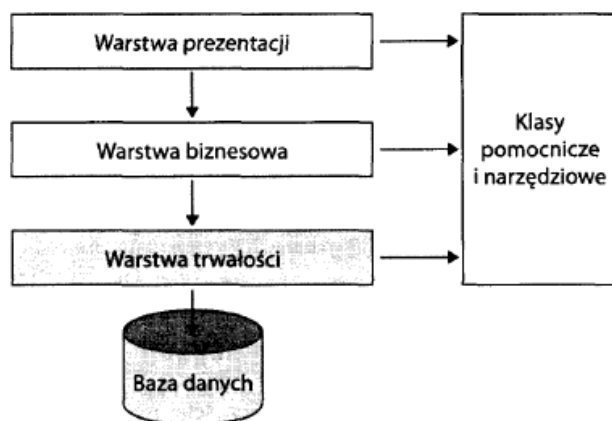 Warstwa prezentacji
Warstwa biznesowa
Klasy
pomocnicze
i narzędziowe
Warstwa trwałości
Baza danych